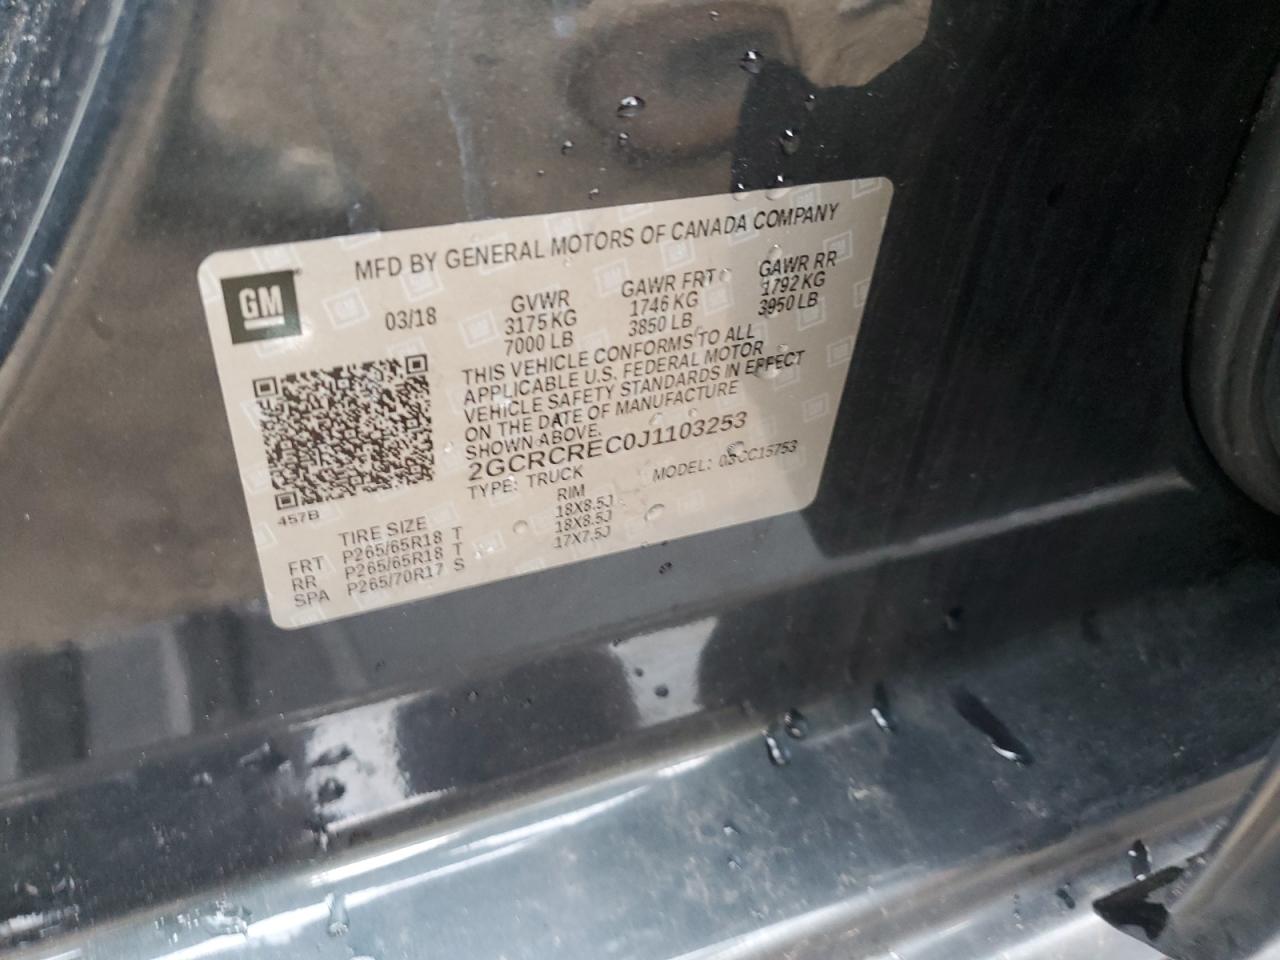 MFD BY GENERAL MOTORS OF CANADA COMPANY
GM
03/18
GVWR
3175 KG
7000 LB
GAWR FRT
1746 KG
3850 LB
GAWR RR
1792 KG
3950 LB
THIS VEHICLE CONFORMS TO ALL
APPLICABLE U.S. FEDERAL MOTOR
VEHICLE SAFETY STANDARDS IN EFFECT
ON THE DATE OF MANUFACTURE
SHOWN ABOVE.
2GCRCREC0J1103253
TYPE: TRUCK
MODEL:
457B
TIRE SIZE
RIM
FRT P265/65R18 T 18X8.5J
RR P265/65R18 T 18X8.5J
SPA P265/70R17 S 17X7.5J